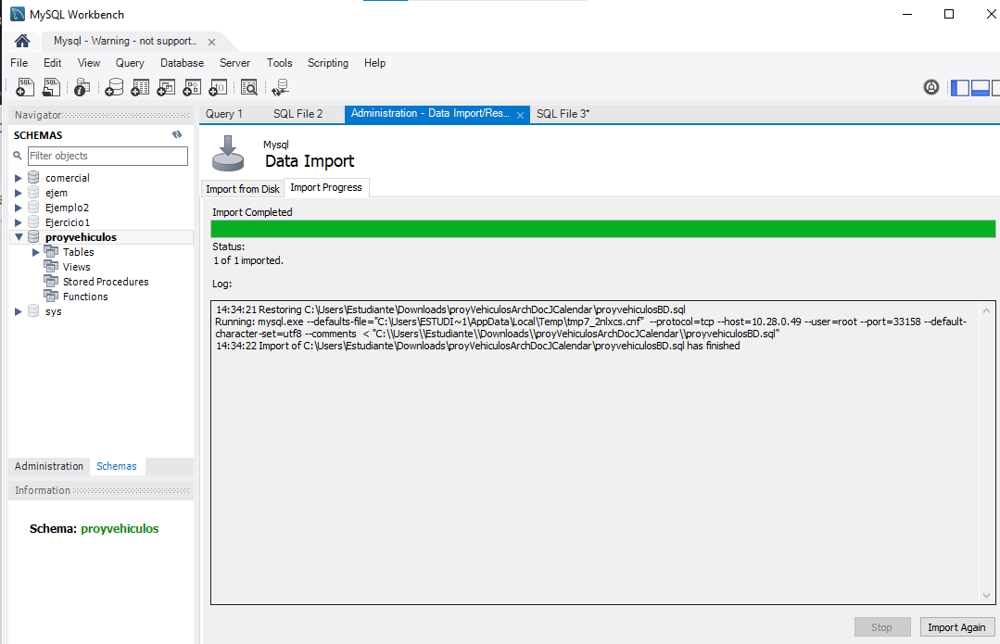 MySQL Workbench
Mysql - Warning - not support...
File Edit View Query Database Server Tools Scripting Help
Navigator
Query 1 SQL File 2 Administration - Data Import/Res... SQL File 3*
SCHEMAS
Filter objects
comercial
ejem
Ejemplo2
Ejercicio1
proyvehiculos
Tables
Views
Stored Procedures
Functions
sys
Administration Schemas
Information
Schema: proyvehiculos
Mysql
Data Import
Import from Disk Import Progress
Import Completed
Status:
1 of 1 imported.
Log:
14:34:21 Restoring C:\Users\Estudiante\Downloads\proyVehiculosArchDocJCalendar\proyvehiculosBD.sql
Running: mysql.exe --defaults-file="C:\Users\ESTUDI~1\AppData\Local\Temp\tmp7_2nlxcs.cnf" --protocol=tcp --host=10.28.0.49 --user=root --port=33158 --default-
character-set=utf8 --comments < "C:\\Users\\Estudiante\\Downloads\\proyVehiculosArchDocJCalendar\\proyvehiculosBD.sql"
14:34:22 Import of C:\Users\Estudiante\Downloads\proyVehiculosArchDocJCalendar\proyvehiculosBD.sql has finished
Stop Import Again